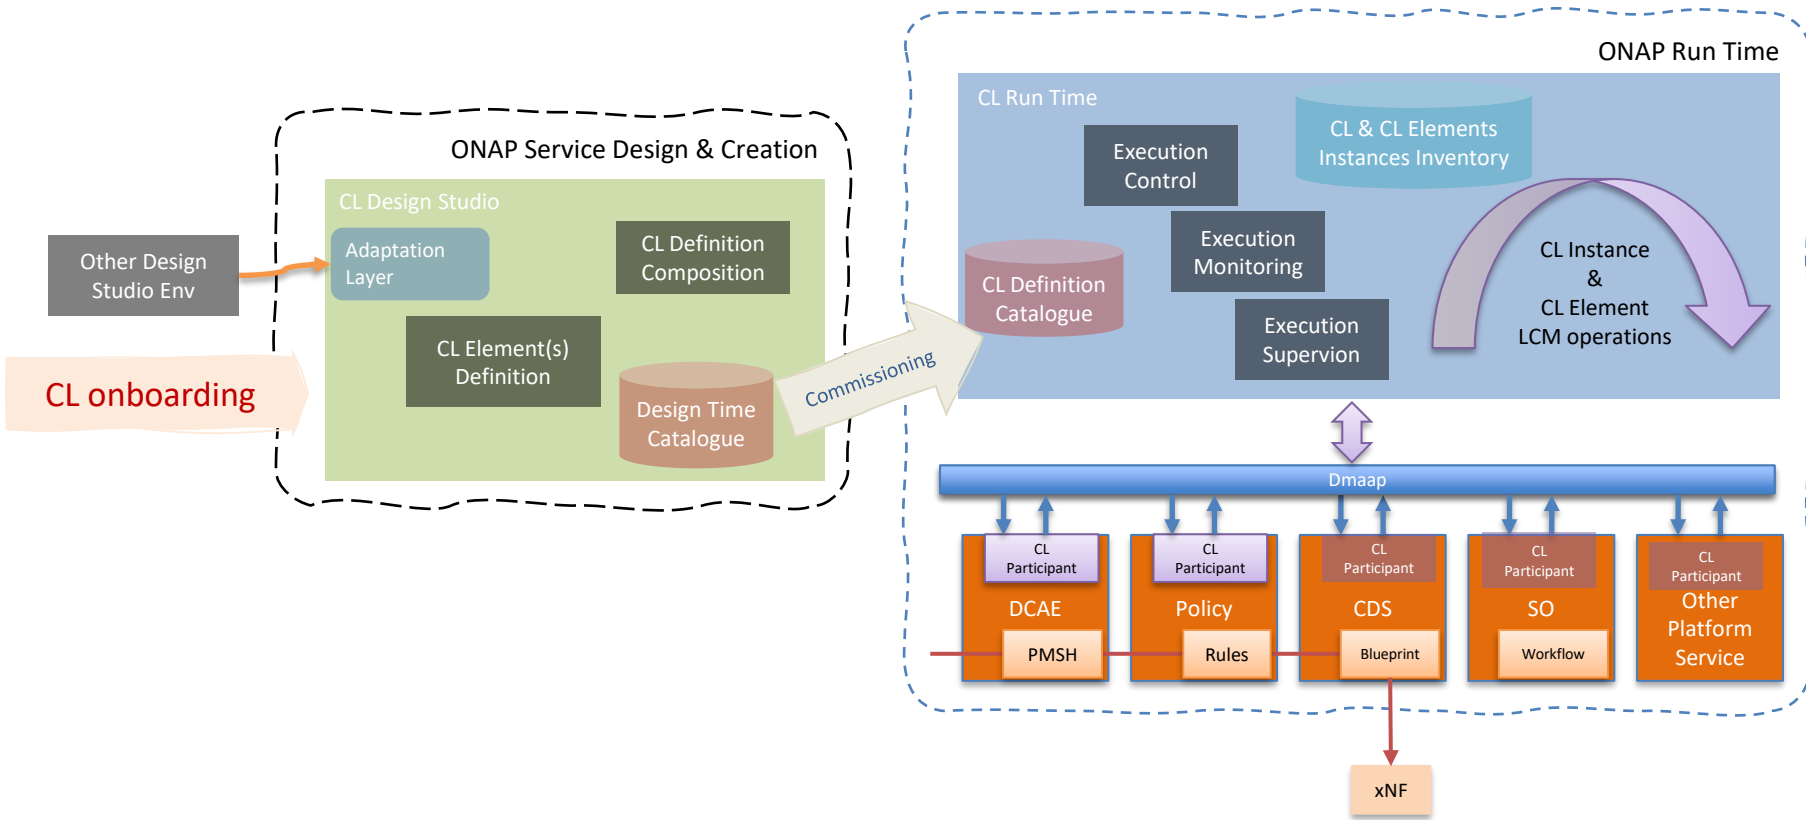 ONAP Run Time
CL Run Time
CL & CL Elements
Instances Inventory
Execution
Control
ONAP Service Design & Creation
CL Design Studio
Adaptation
Layer
CL Definition
Composition
Other Design
Studio Env
Execution
Monitoring
CL Instance
&
CL Element
LCM operations
CL Definition
Catalogue
Execution
Supervion
CL Element(s)
Definition
CL onboarding
Design Time
Catalogue
Commissioning
Dmaap
CL
Participant
DCAE
PMSH
CL
Participant
Policy
Rules
CL
Participant
CDS
Blueprint
CL
Participant
SO
Workflow
CL
Participant
Other
Platform
Service
xNF